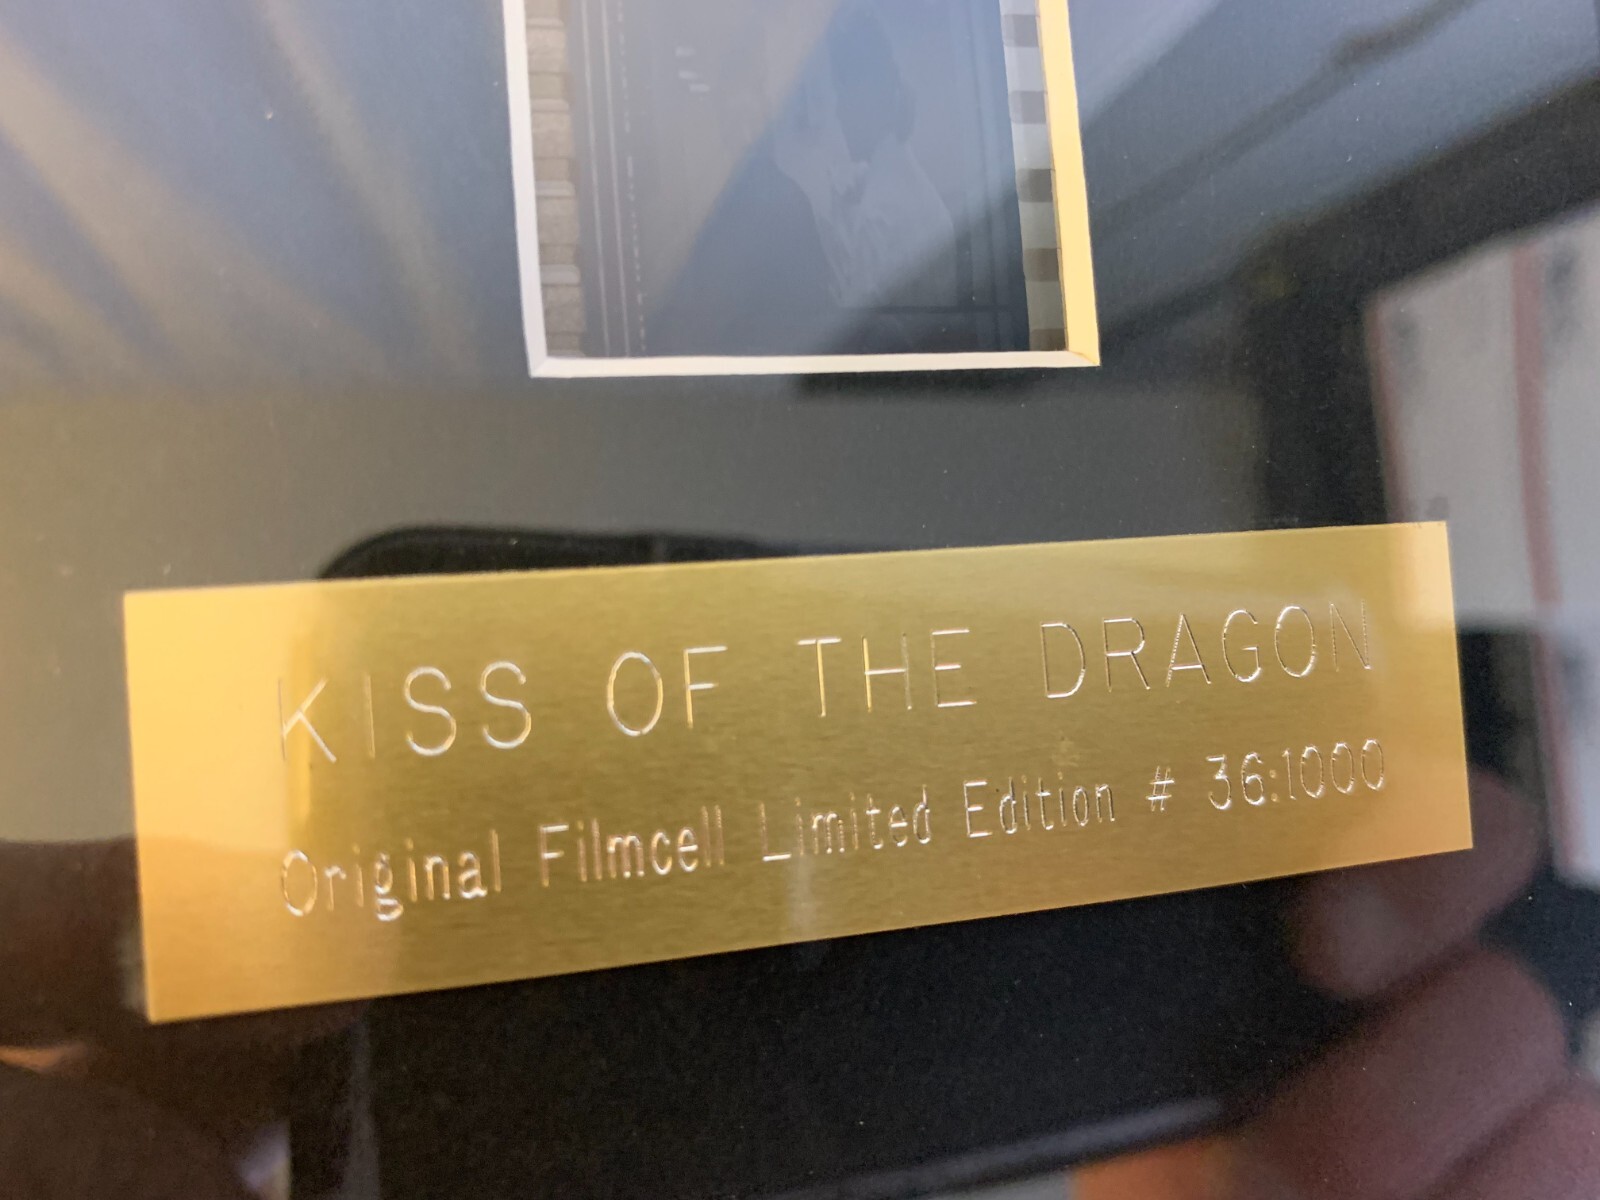 KISS OF THE DRAGON
Original Filmcell Limited Edition # 36:1000